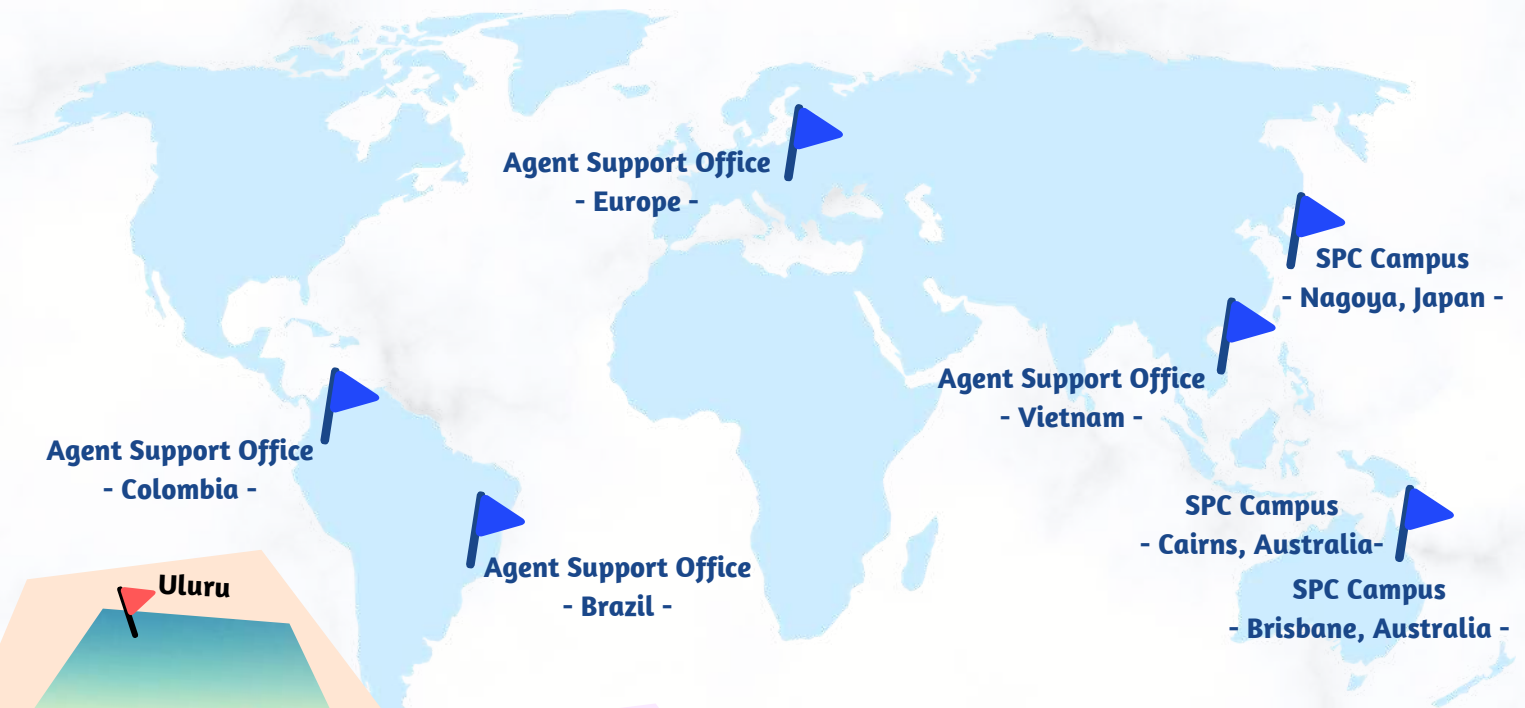 Agent Support Office
- Europe -
SPC Campus
- Nagoya, Japan -
Agent Support Office
- Vietnam -
Agent Support Office
- Colombia -
SPC Campus
- Cairns, Australia-
Agent Support Office
- Brazil -
SPC Campus
- Brisbane, Australia -
Uluru